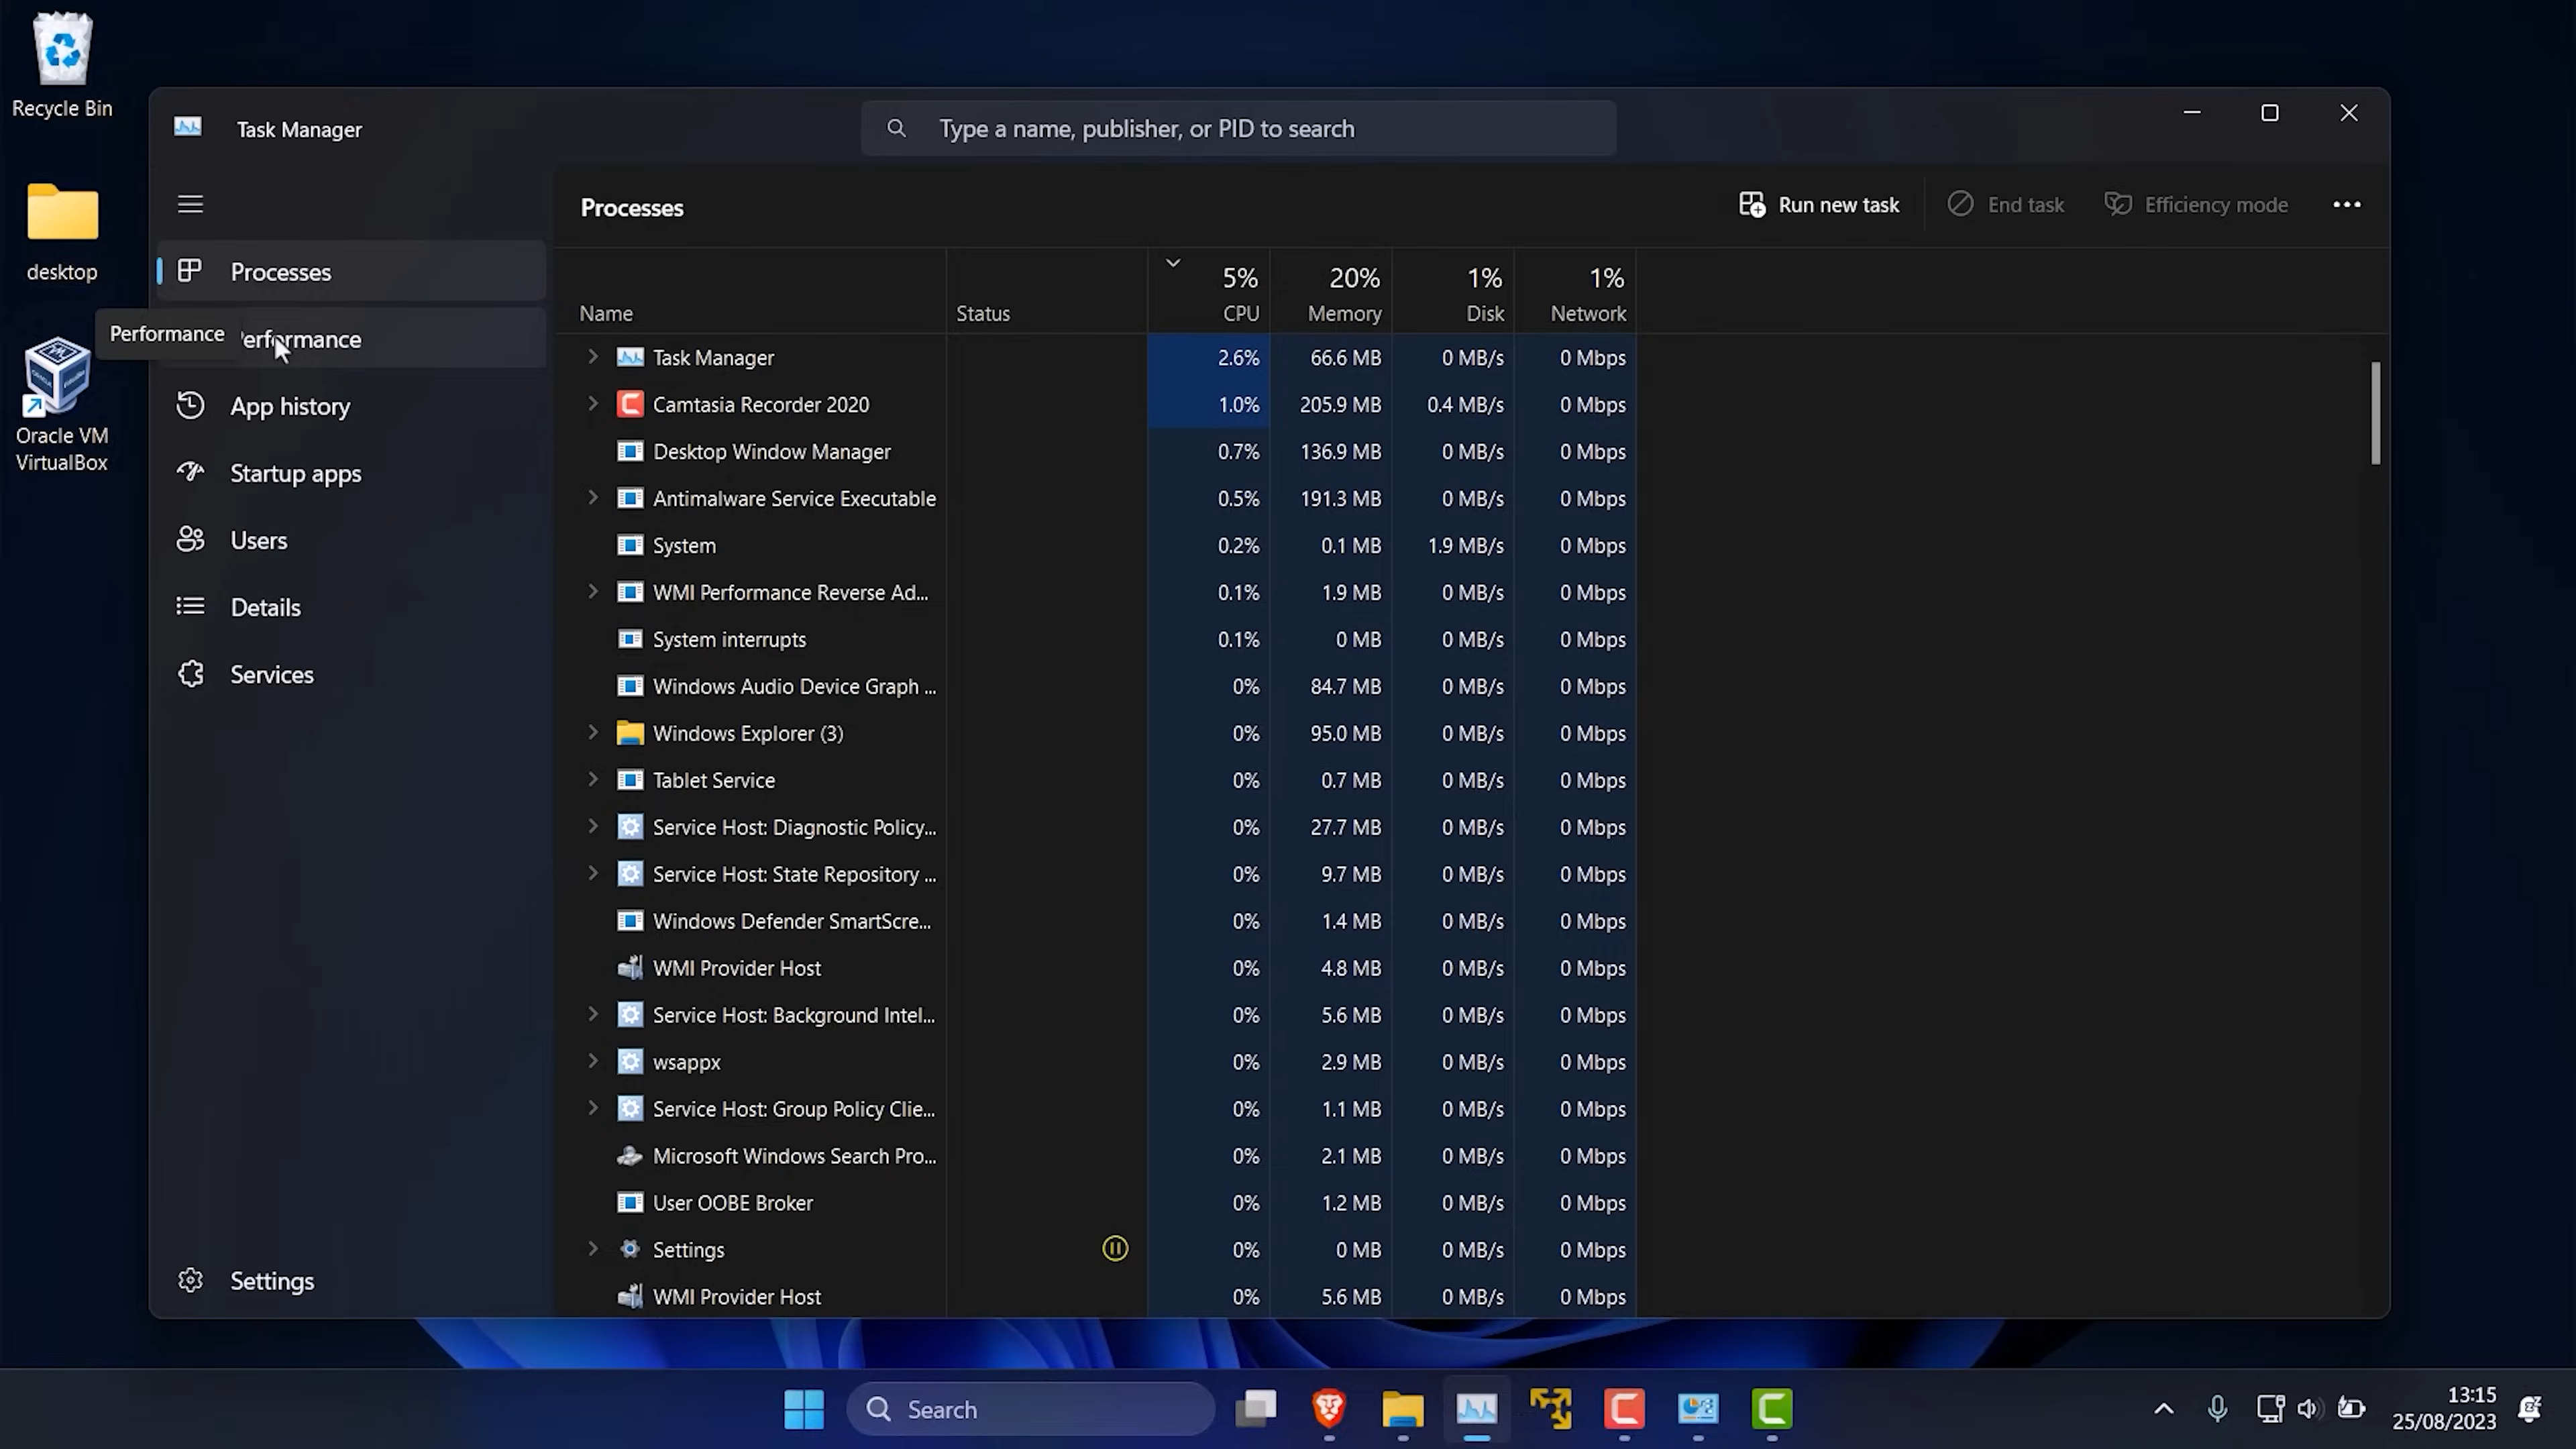 Recycle Bin
desktop
Oracle VM
VirtualBox
Task Manager
Type a name, publisher, or PID to search
Processes
Performance
erformance
App history
Startup apps
Users
Details
Services
Settings
Processes
Run new task
End task
Efficiency mode
5% 20% 1% 1%
Name Status CPU Memory Disk Network
Task Manager 2.6% 66.6 MB 0 MB/s 0 Mbps
Camtasia Recorder 2020 1.0% 205.9 MB 0.4 MB/s 0 Mbps
Desktop Window Manager 0.7% 136.9 MB 0 MB/s 0 Mbps
Antimalware Service Executable 0.5% 191.3 MB 0 MB/s 0 Mbps
System 0.2% 0.1 MB 1.9 MB/s 0 Mbps
WMI Performance Reverse Ad... 0.1% 1.9 MB 0 MB/s 0 Mbps
System interrupts 0.1% 0 MB 0 MB/s 0 Mbps
Windows Audio Device Graph ... 0% 84.7 MB 0 MB/s 0 Mbps
Windows Explorer (3) 0% 95.0 MB 0 MB/s 0 Mbps
Tablet Service 0% 0.7 MB 0 MB/s 0 Mbps
Service Host: Diagnostic Policy... 0% 27.7 MB 0 MB/s 0 Mbps
Service Host: State Repository ... 0% 9.7 MB 0 MB/s 0 Mbps
Windows Defender SmartScre... 0% 1.4 MB 0 MB/s 0 Mbps
WMI Provider Host 0% 4.8 MB 0 MB/s 0 Mbps
Service Host: Background Intel... 0% 5.6 MB 0 MB/s 0 Mbps
wsappx 0% 2.9 MB 0 MB/s 0 Mbps
Service Host: Group Policy Clie... 0% 1.1 MB 0 MB/s 0 Mbps
Microsoft Windows Search Pro... 0% 2.1 MB 0 MB/s 0 Mbps
User OOBE Broker 0% 1.2 MB 0 MB/s 0 Mbps
Settings 0% 0 MB 0 MB/s 0 Mbps
WMI Provider Host 0% 5.6 MB 0 MB/s 0 Mbps
Search
13:15
25/08/2023